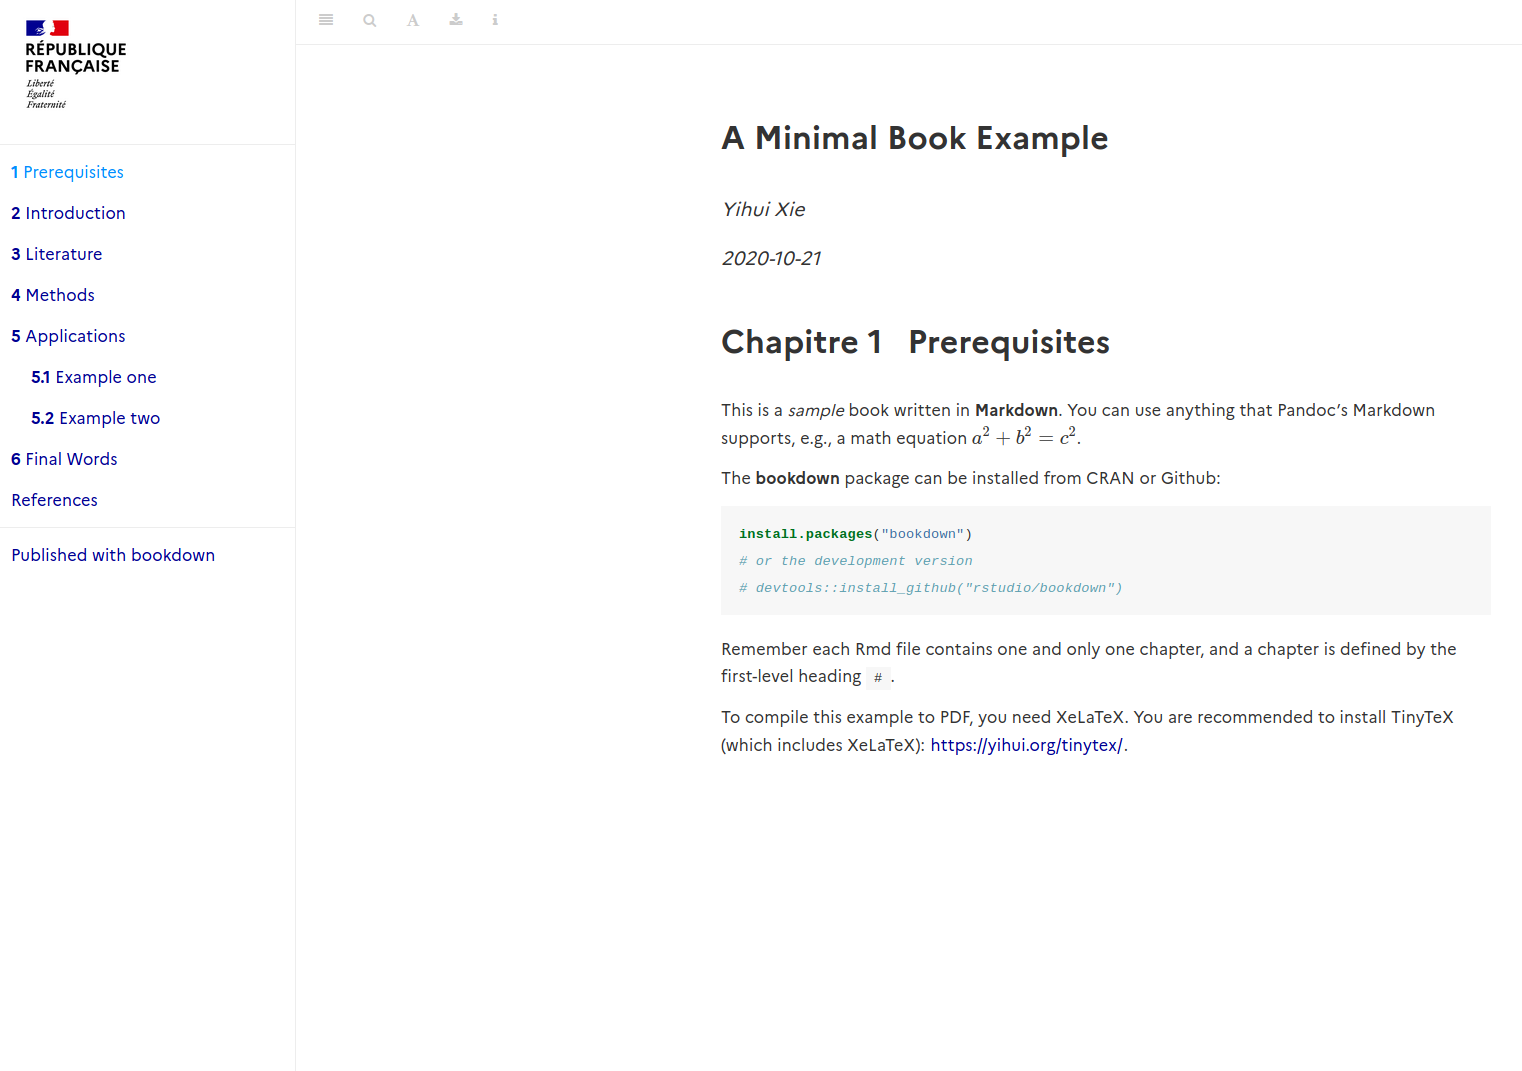 RÉPUBLIQUE
FRANÇAISE
Liberté
Égalité
Fraternité
1 Prerequisites
2 Introduction
3 Literature
4 Methods
5 Applications
5.1 Example one
5.2 Example two
6 Final Words
References
Published with bookdown
A Minimal Book Example
Yihui Xie
2020-10-21
Chapitre 1 Prerequisites
This is a sample book written in Markdown. You can use anything that Pandoc’s Markdown
supports, e.g., a math equation a² + b² = c².
The bookdown package can be installed from CRAN or Github:
install.packages("bookdown")
# or the development version
# devtools::install_github("rstudio/bookdown")
Remember each Rmd file contains one and only one chapter, and a chapter is defined by the
first-level heading #.
To compile this example to PDF, you need XeLaTeX. You are recommended to install TinyTeX
(which includes XeLaTeX): https://yihui.org/tinytex/.